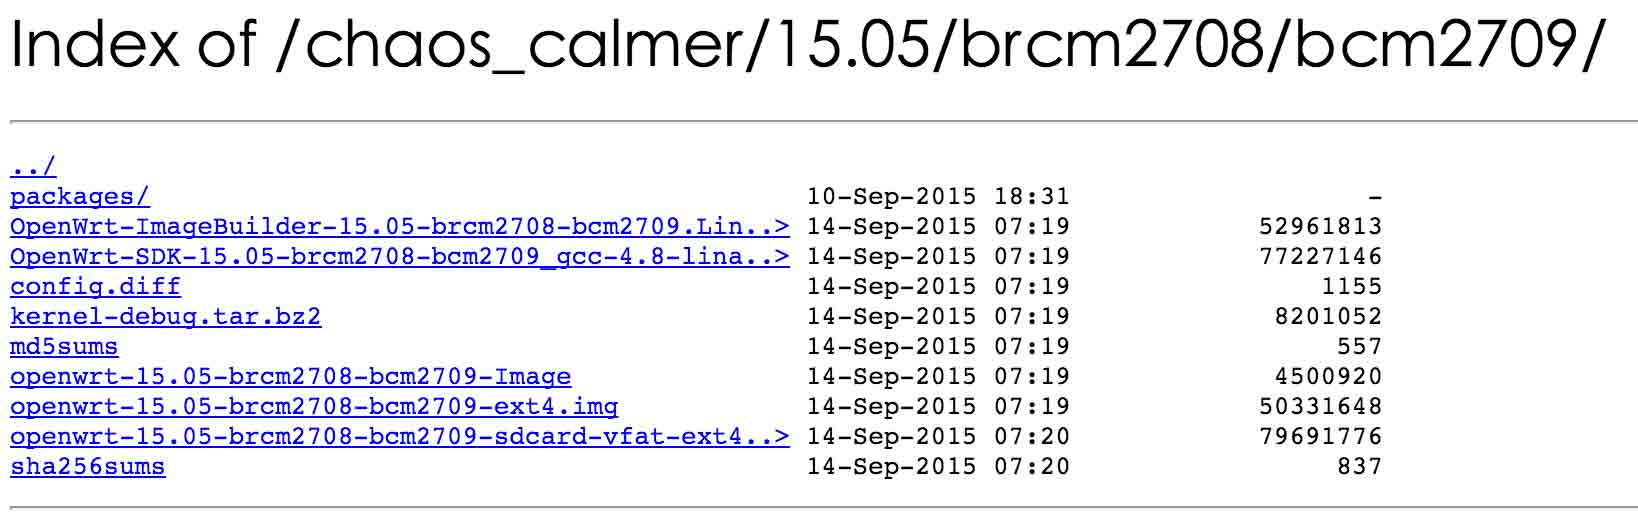 Index of /chaos_calmer/15.05/brcm2708/bcm2709/
../
packages/ 10-Sep-2015 18:31 -
OpenWrt-ImageBuilder-15.05-brcm2708-bcm2709.Lin..> 14-Sep-2015 07:19 52961813
OpenWrt-SDK-15.05-brcm2708-bcm2709_gcc-4.8-lina..> 14-Sep-2015 07:19 77227146
config.diff 14-Sep-2015 07:19 1155
kernel-debug.tar.bz2 14-Sep-2015 07:19 8201052
md5sums 14-Sep-2015 07:19 557
openwrt-15.05-brcm2708-bcm2709-Image 14-Sep-2015 07:19 4500920
openwrt-15.05-brcm2708-bcm2709-ext4.img 14-Sep-2015 07:19 50331648
openwrt-15.05-brcm2708-bcm2709-sdcard-vfat-ext4..> 14-Sep-2015 07:20 79691776
sha256sums 14-Sep-2015 07:20 837